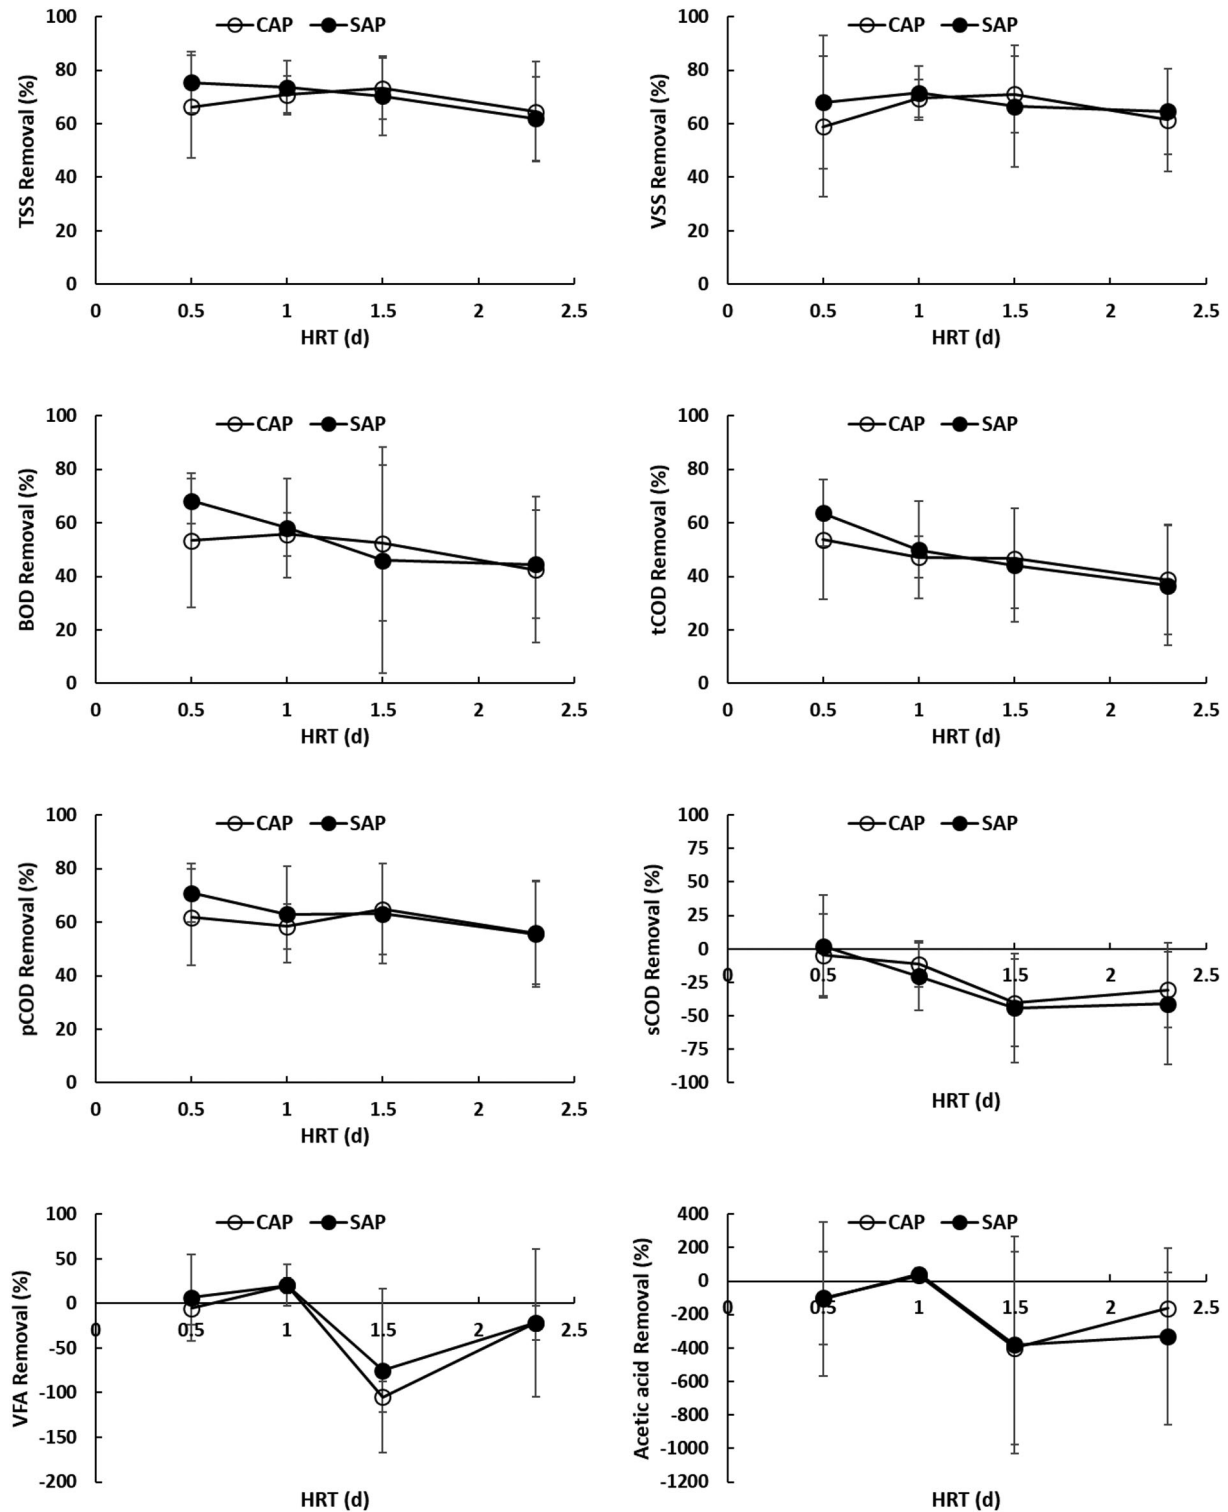 CAP SAP
TSS Removal (%)
100
80
60
40
20
0
0 0.5 1 1.5 2 2.5
HRT (d)
CAP SAP
VSS Removal (%)
100
80
60
40
20
0
0 0.5 1 1.5 2 2.5
HRT (d)
CAP SAP
BOD Removal (%)
100
80
60
40
20
0
0 0.5 1 1.5 2 2.5
HRT (d)
CAP SAP
tCOD Removal (%)
100
80
60
40
20
0
0 0.5 1 1.5 2 2.5
HRT (d)
CAP SAP
pCOD Removal (%)
100
80
60
40
20
0
0 0.5 1 1.5 2 2.5
HRT (d)
CAP SAP
sCOD Removal (%)
100
75
50
25
0
-25
-50
-75
-100
0 0.5 1 1.5 2 2.5
HRT (d)
CAP SAP
VFA Removal (%)
100
50
0
-50
-100
-150
-200
0 0.5 1 1.5 2 2.5
HRT (d)
CAP SAP
Acetic acid Removal (%)
400
200
0
-200
-400
-600
-800
-1000
-1200
0 0.5 1 1.5 2 2.5
HRT (d)